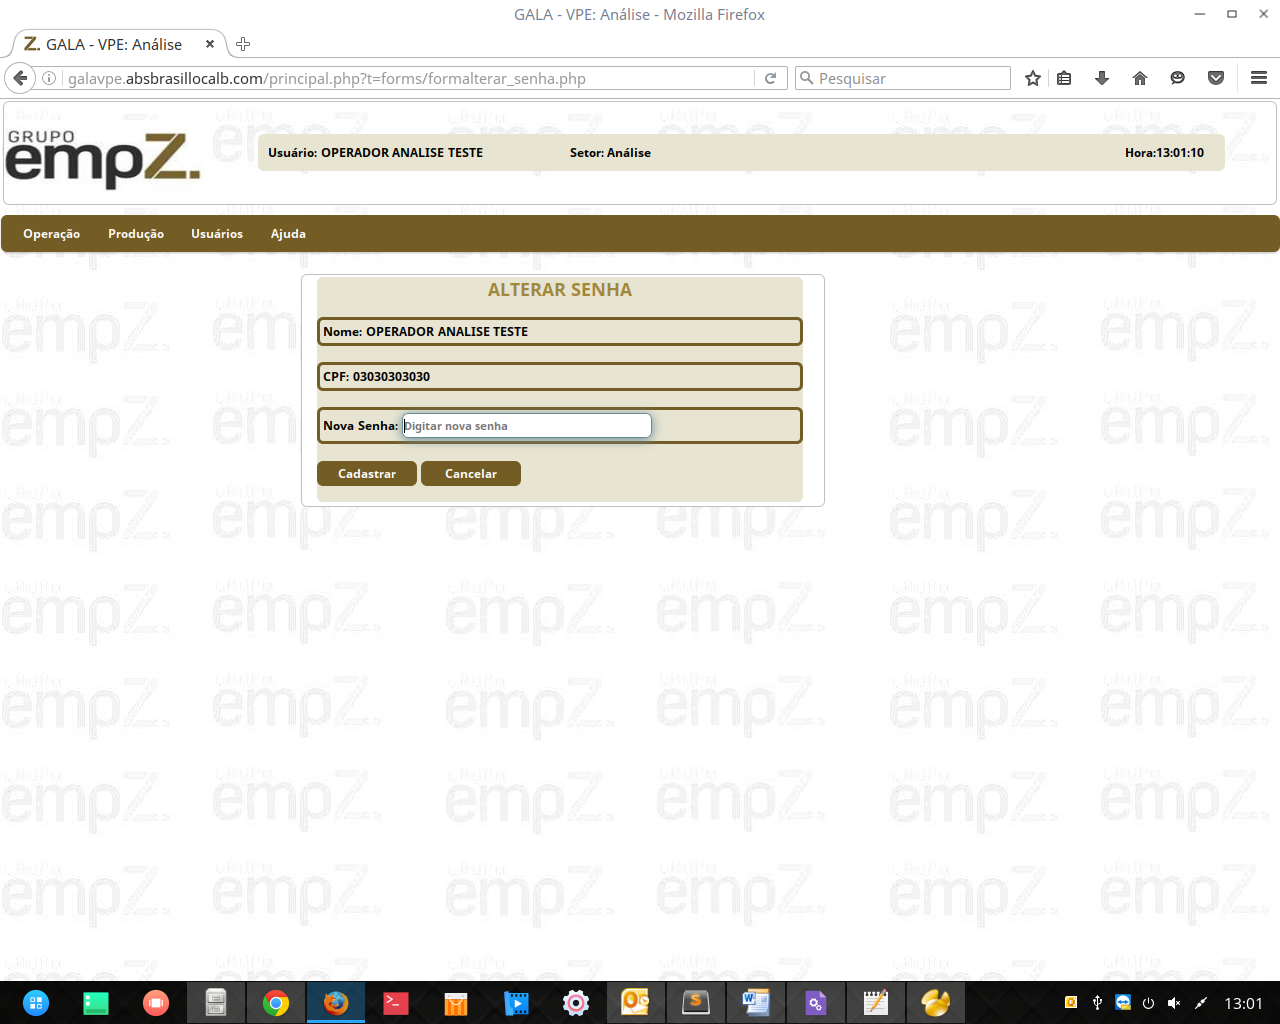 GALA - VPE: Análise - Mozilla Firefox
Z. GALA - VPE: Análise
galavpe.absbrasillocalb.com/principal.php?t=forms/formalterar_senha.php
Pesquisar
GRUPO
empZ.
Usuário: OPERADOR ANALISE TESTE Setor: Análise Hora:13:01:10
Operação Produção Usuários Ajuda
ALTERAR SENHA
Nome: OPERADOR ANALISE TESTE
CPF: 03030303030
Nova Senha: Digitar nova senha
Cadastrar Cancelar
13:01